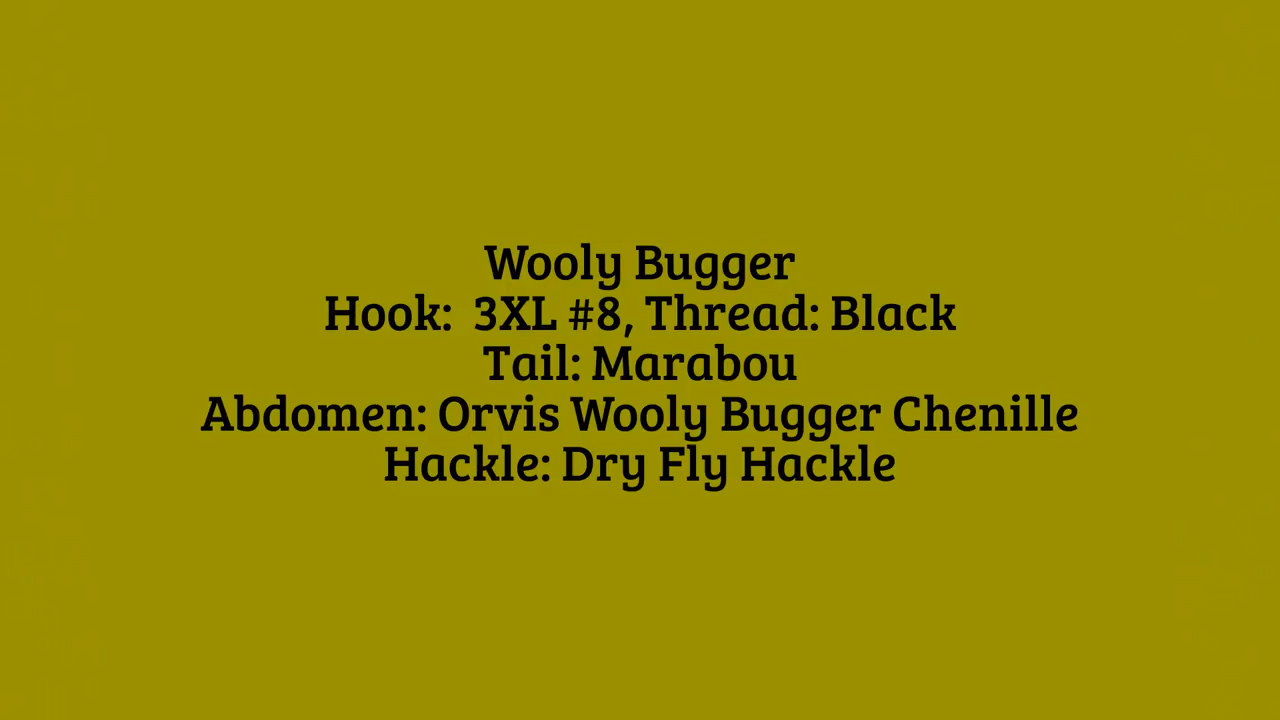 Wooly Bugger
Hook:  3XL #8, Thread: Black
Tail: Marabou
Abdomen: Orvis Wooly Bugger Chenille
Hackle: Dry Fly Hackle